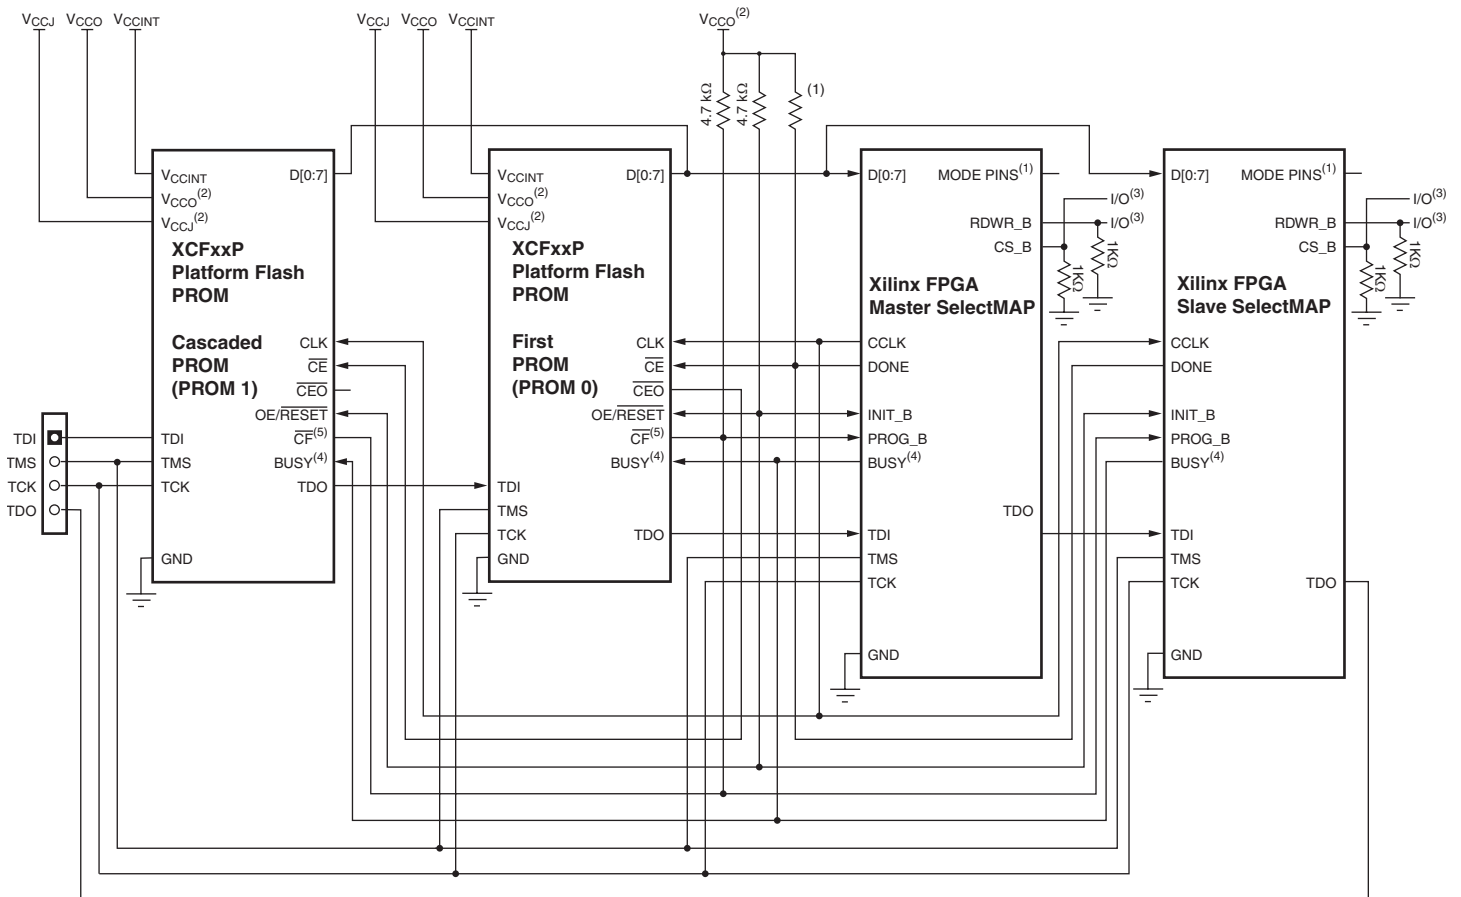 VCCJ VCCO VCCINT
VCCJ VCCO VCCINT
VCCO(2)
4.7 kΩ
4.7 kΩ
(1)
VCCINT
VCCO(2)
VCCJ(2)
D[0:7]
XCFxxP
Platform Flash
PROM
Cascaded
PROM
(PROM 1)
CLK
CE
CEO
OE/RESET
CF(5)
BUSY(4)
TDO
TDI
TMS
TCK
GND
TDI
TMS
TCK
TDO
VCCINT
VCCO(2)
VCCJ(2)
D[0:7]
XCFxxP
Platform Flash
PROM
First
PROM
(PROM 0)
CLK
CE
CEO
OE/RESET
CF(5)
BUSY(4)
TDI
TMS
TCK
TDO
GND
D[0:7]
MODE PINS(1)
I/O(3)
RDWR_B
I/O(3)
CS_B
1KΩ
1KΩ
Xilinx FPGA
Master SelectMAP
CCLK
DONE
INIT_B
PROG_B
BUSY(4)
TDO
TDI
TMS
TCK
GND
D[0:7]
MODE PINS(1)
I/O(3)
RDWR_B
I/O(3)
CS_B
1KΩ
1KΩ
Xilinx FPGA
Slave SelectMAP
CCLK
DONE
INIT_B
PROG_B
BUSY(4)
TDI
TMS
TCK
TDO
GND